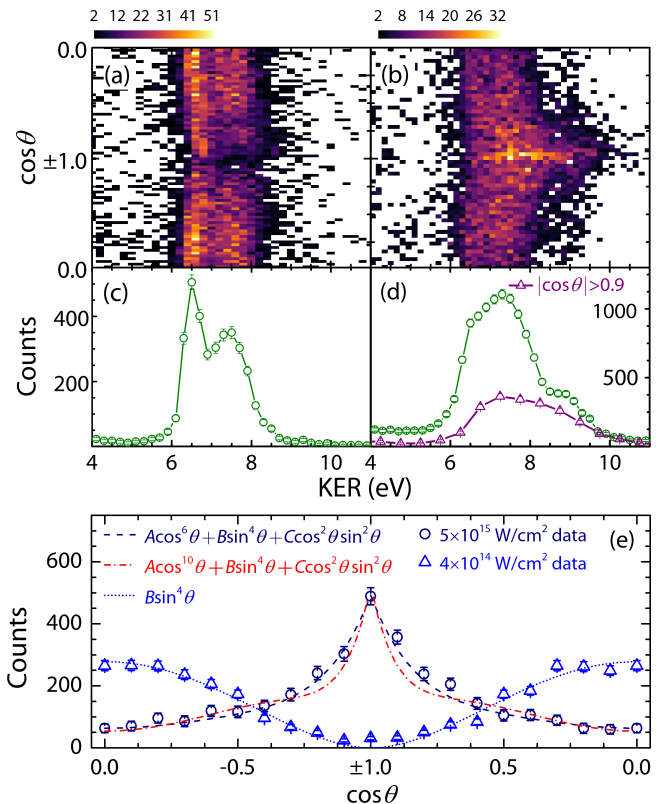 2 12 22 31 41 51
2 8 14 20 26 32
(a)
(b)
0.0
cosθ
±1.0
0.0
(c)
(d)
|cosθ|>0.9
Counts
400
200
1000
500
4 6 8 10
4 6 8 10
KER (eV)
(e)
Acos⁶θ+Bsin⁴θ+Ccos²θsin²θ
5×10¹⁵ W/cm² data
Acos¹⁰θ+Bsin⁴θ+Ccos²θsin²θ
4×10¹⁴ W/cm² data
Bsin⁴θ
Counts
600
400
200
0
0.0 -0.5 ±1.0 0.5 0.0
cosθ